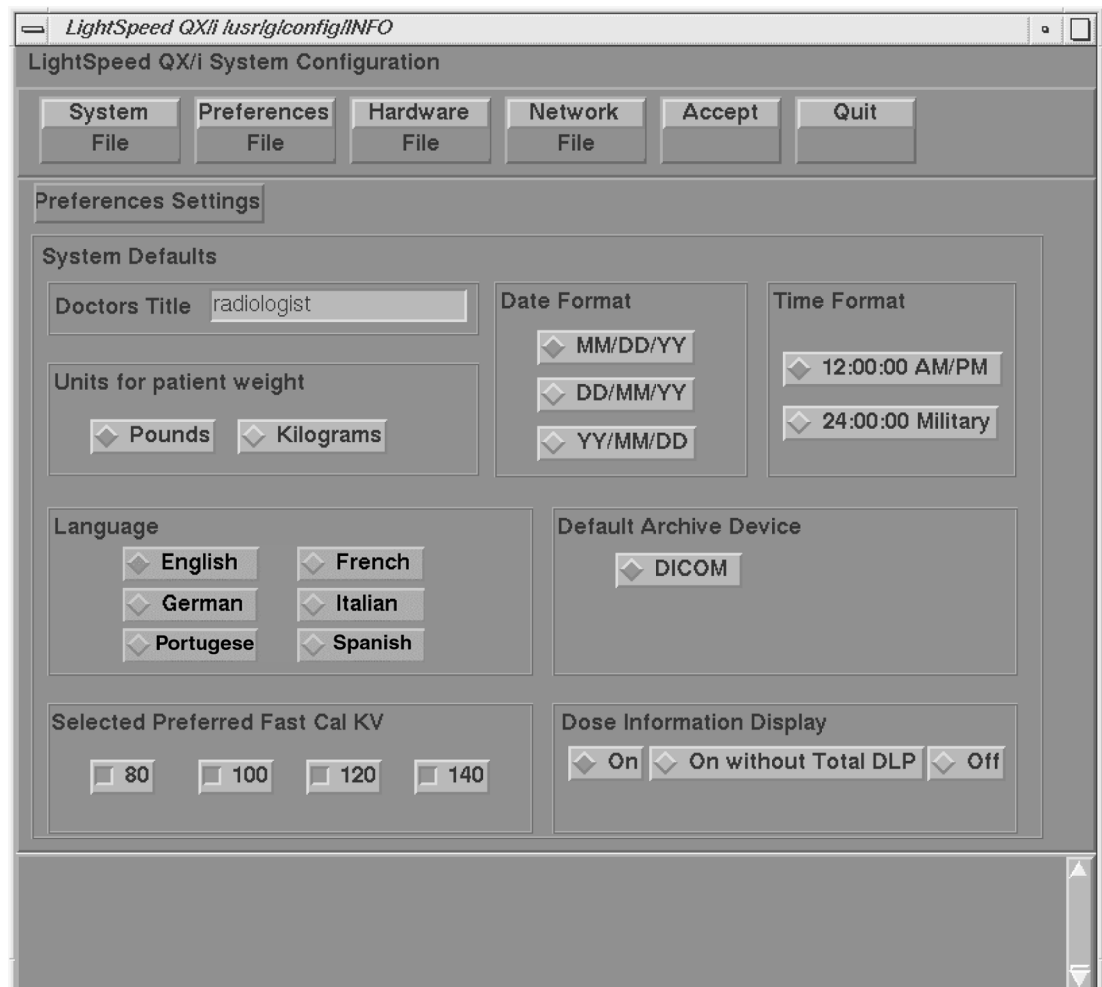 LightSpeed QX/i /usr/g/config/INFO
LightSpeed QX/i System Configuration
System Preferences Hardware Network Accept Quit
File File File File
Preferences Settings
System Defaults
Doctors Title radiologist
Date Format
MM/DD/YY
DD/MM/YY
YY/MM/DD
Time Format
12:00:00 AM/PM
24:00:00 Military
Units for patient weight
Pounds Kilograms
Language
English French
German Italian
Portugese Spanish
Default Archive Device
DICOM
Selected Preferred Fast Cal KV
80 100 120 140
Dose Information Display
On On without Total DLP Off